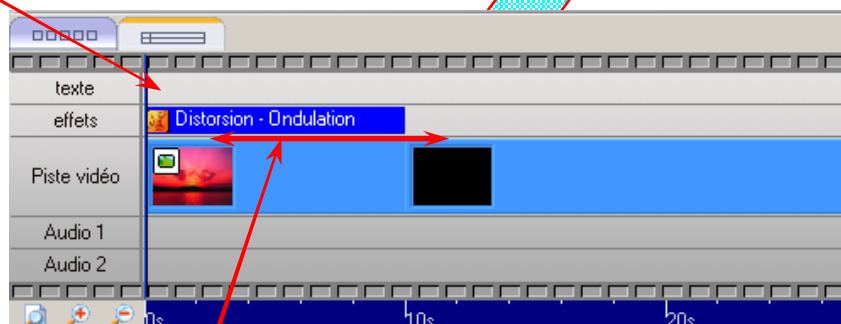 texte
effets
Distorsion - Ondulation
Piste vidéo
Audio 1
Audio 2
0s
10s
20s